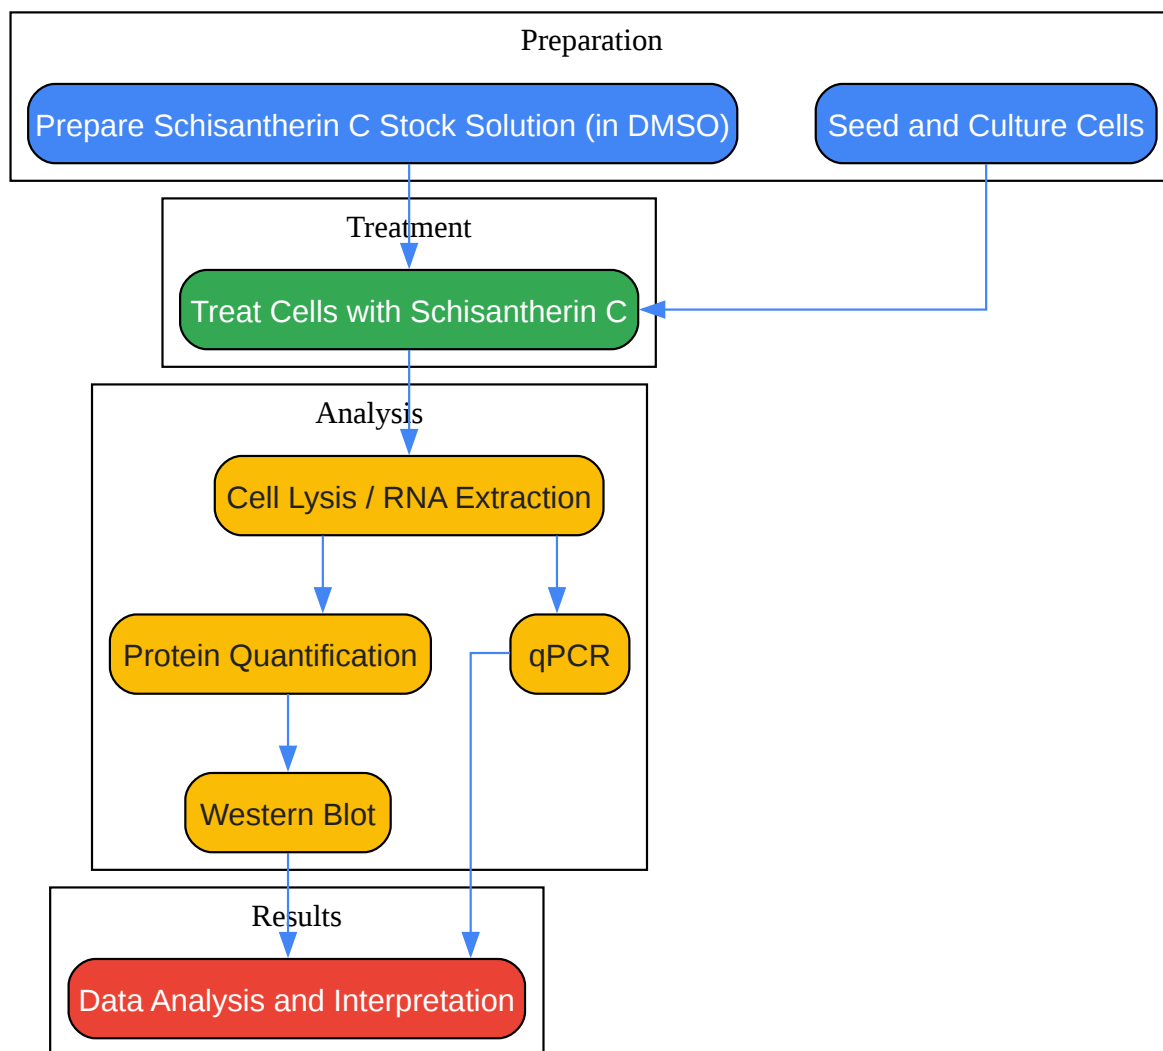 Preparation
Prepare Schisantherin C Stock Solution (in DMSO)
Seed and Culture Cells
Treatment
Treat Cells with Schisantherin C
Analysis
Cell Lysis / RNA Extraction
Protein Quantification
qPCR
Western Blot
Results
Data Analysis and Interpretation